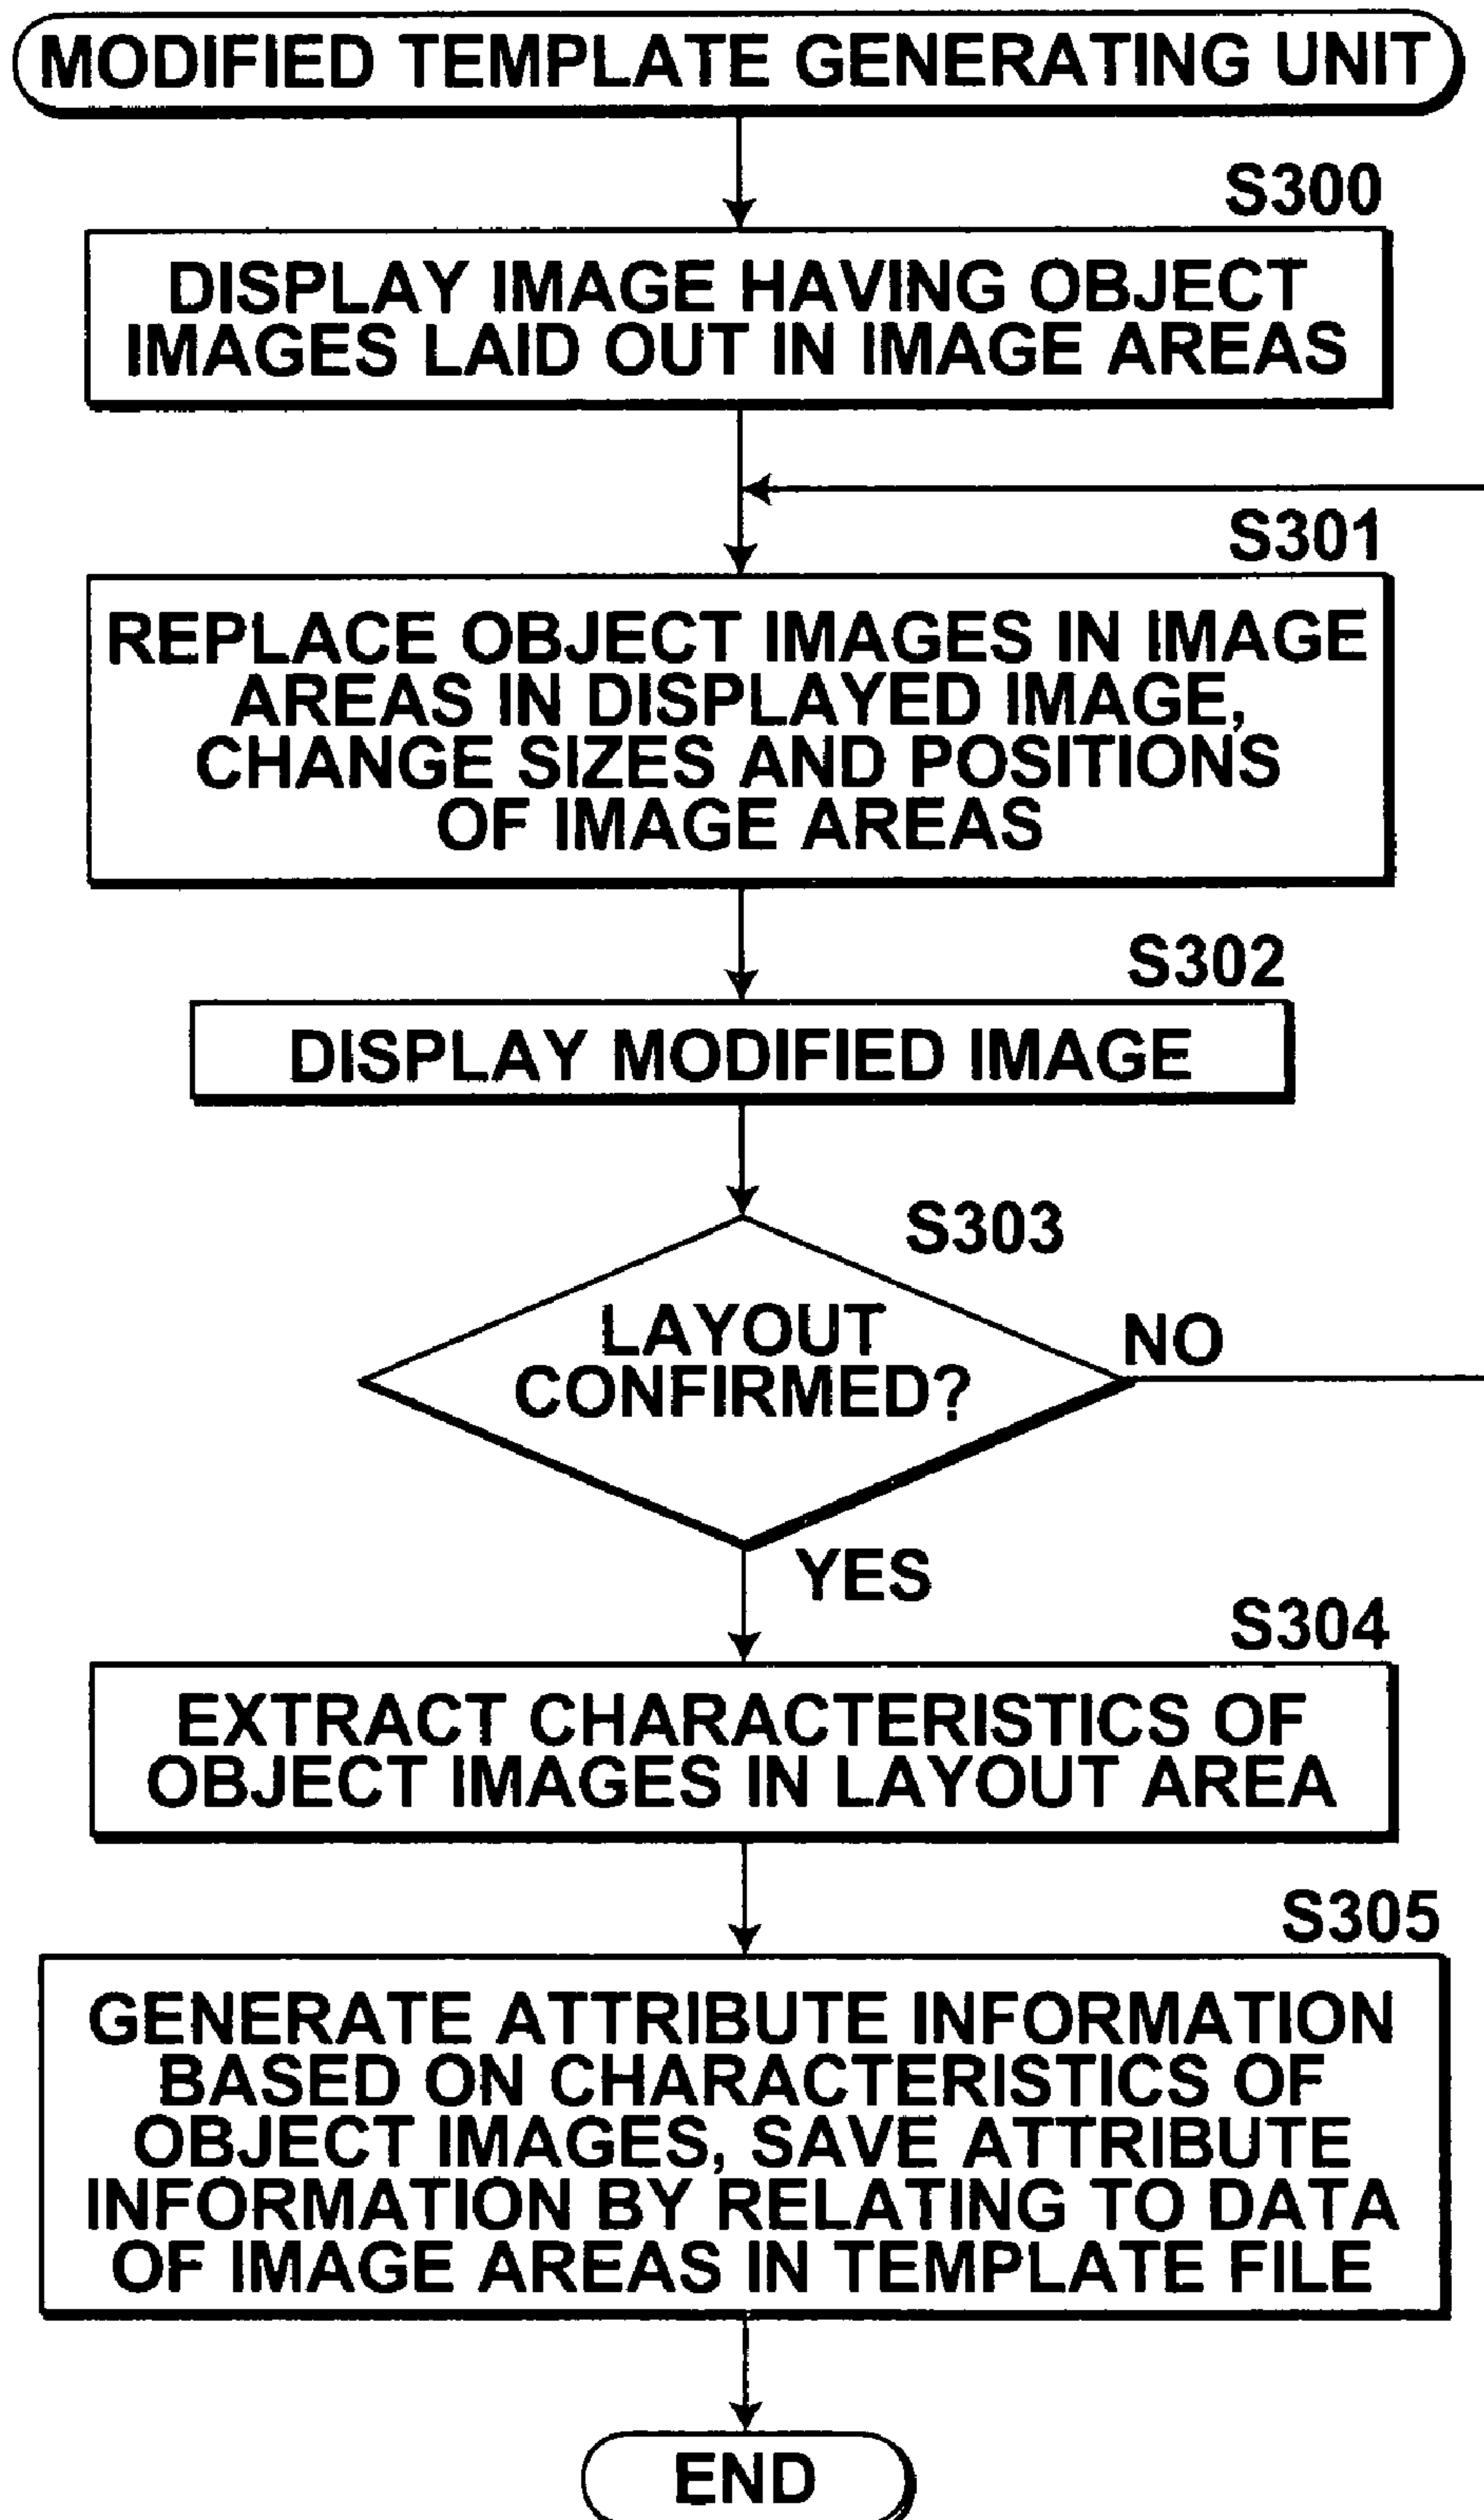 MODIFIED TEMPLATE GENERATING UNIT
S300
DISPLAY IMAGE HAVING OBJECT
IMAGES LAID OUT IN IMAGE AREAS
S301
REPLACE OBJECT IMAGES IN IMAGE
AREAS IN DISPLAYED IMAGE,
CHANGE SIZES AND POSITIONS
OF IMAGE AREAS
S302
DISPLAY MODIFIED IMAGE
S303
LAYOUT
CONFIRMED?
NO
YES
S304
EXTRACT CHARACTERISTICS OF
OBJECT IMAGES IN LAYOUT AREA
S305
GENERATE ATTRIBUTE INFORMATION
BASED ON CHARACTERISTICS OF
OBJECT IMAGES, SAVE ATTRIBUTE
INFORMATION BY RELATING TO DATA
OF IMAGE AREAS IN TEMPLATE FILE
END